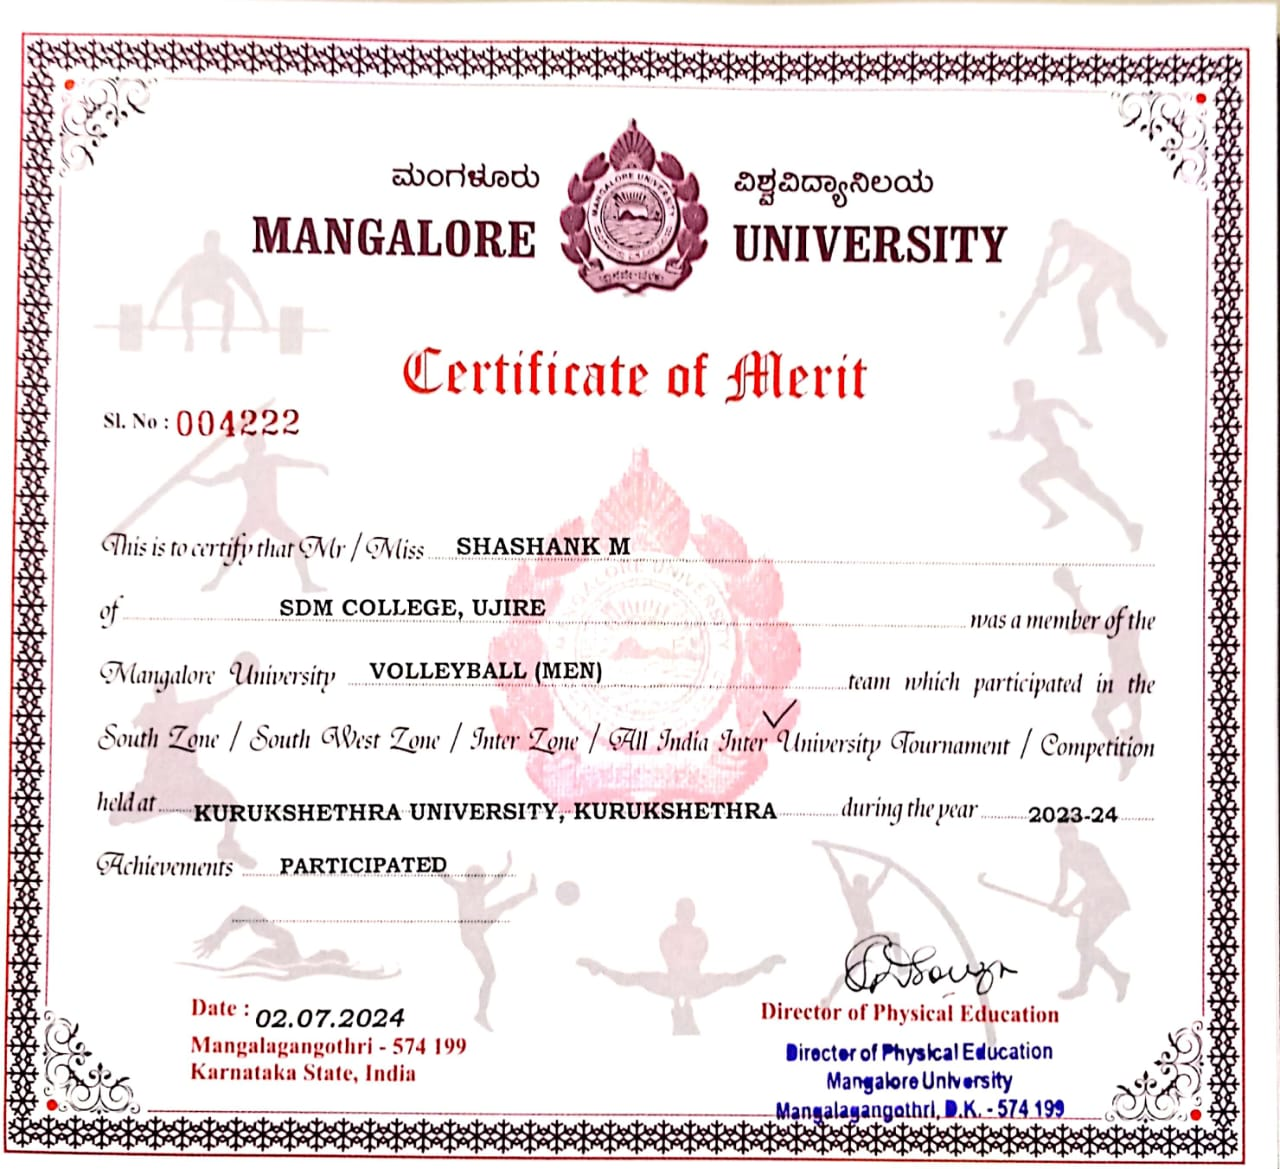 ಮಂಗಳೂರು ವಿಶ್ವವಿದ್ಯಾನಿಲಯ
MANGALORE UNIVERSITY
Certificate of Merit
Sl. No : 004222
This is to certify that Mr / Miss SHASHANK M
of SDM COLLEGE, UJIRE was a member of the
Mangalore University VOLLEYBALL (MEN) team which participated in the
South Zone / South West Zone / Inter Zone / All India Inter University Tournament / Competition
held at KURUKSHETHRA UNIVERSITY, KURUKSHETHRA during the year 2023-24
Achievements PARTICIPATED
Date : 02.07.2024
Mangalagangothri - 574 199
Karnataka State, India
Director of Physical Education
Director of Physical Education
Mangalore University
Mangalagangothri, D.K. - 574 199